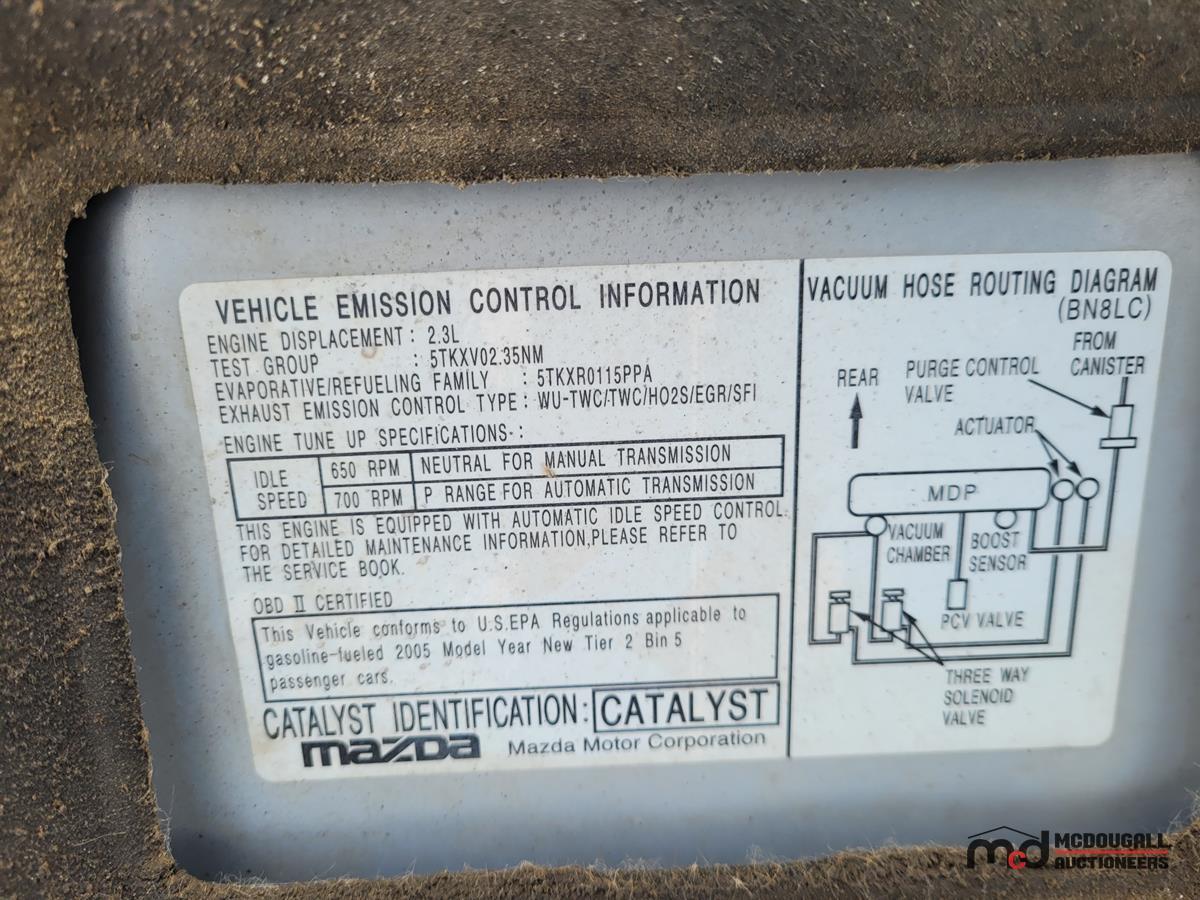 VEHICLE EMISSION CONTROL INFORMATION
ENGINE DISPLACEMENT : 2.3L
TEST GROUP : 5TKXV02.35NM
EVAPORATIVE/REFUELING FAMILY : 5TKXR0115PPA
EXHAUST EMISSION CONTROL TYPE : WU-TWC/TWC/HO2S/EGR/SFI
ENGINE TUNE UP SPECIFICATIONS :
IDLE SPEED
650 RPM NEUTRAL FOR MANUAL TRANSMISSION
700 RPM P RANGE FOR AUTOMATIC TRANSMISSION
THIS ENGINE IS EQUIPPED WITH AUTOMATIC IDLE SPEED CONTROL.
FOR DETAILED MAINTENANCE INFORMATION,PLEASE REFER TO
THE SERVICE BOOK.
OBD II CERTIFIED
This Vehicle conforms to U.S.EPA Regulations applicable to
gasoline-fueled 2005 Model Year New Tier 2 Bin 5
passenger cars.
CATALYST IDENTIFICATION: CATALYST
mazda Mazda Motor Corporation
VACUUM HOSE ROUTING DIAGRAM
(BN8LC)
FROM
CANISTER
PURGE CONTROL
VALVE
REAR
ACTUATOR
MDP
VACUUM
CHAMBER
BOOST
SENSOR
PCV VALVE
THREE WAY
SOLENOID
VALVE
mcd MCDOUGALL
AUCTIONEERS